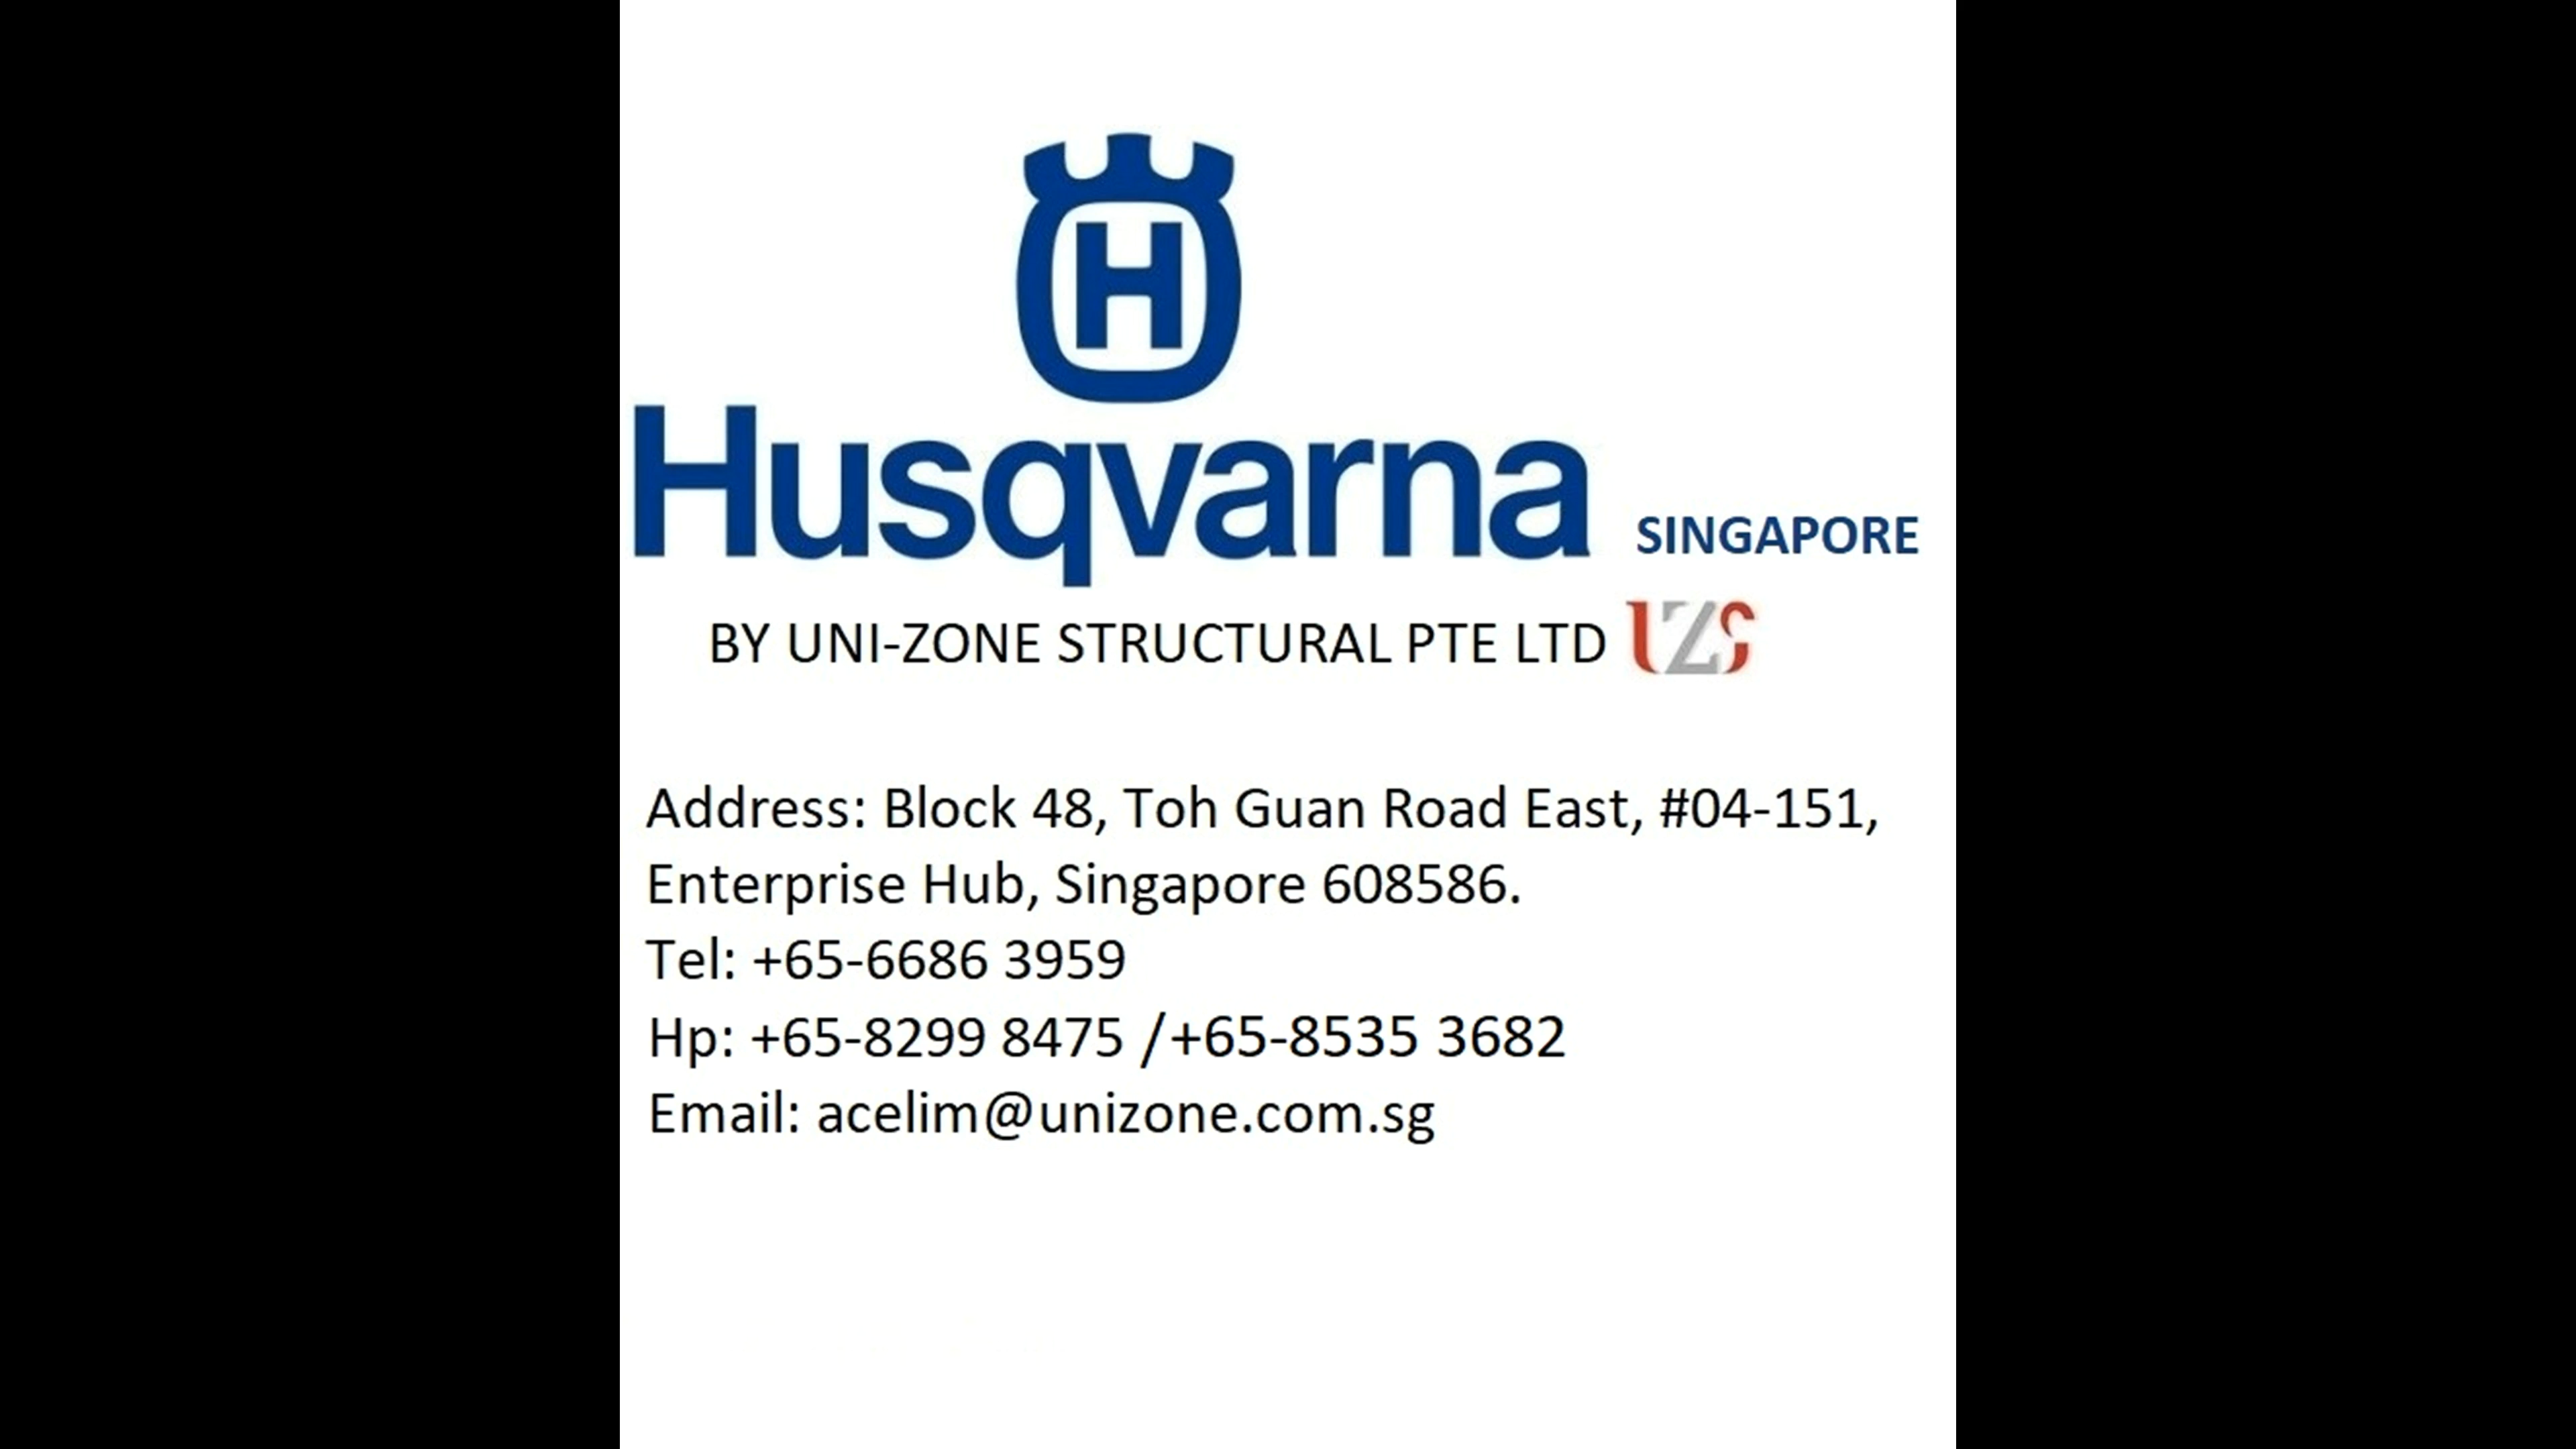 H
Husqvarna SINGAPORE
BY UNI-ZONE STRUCTURAL PTE LTD UZS
Address: Block 48, Toh Guan Road East, #04-151,
Enterprise Hub, Singapore 608586.
Tel: +65-6686 3959
Hp: +65-8299 8475 /+65-8535 3682
Email: acelim@unizone.com.sg